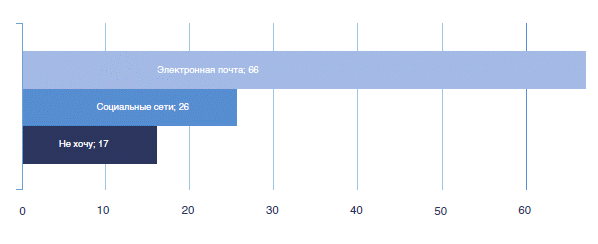 Электронная почта; 66
Социальные сети; 26
Не хочу; 17
0 10 20 30 40 50 60